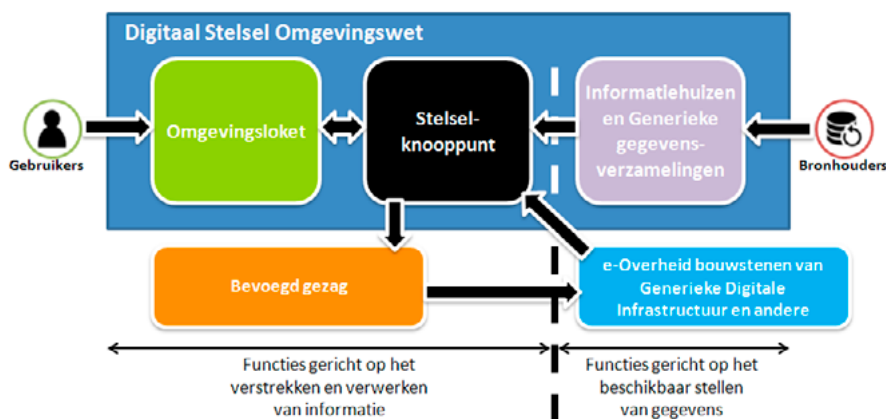 Digitaal Stelsel Omgevingswet
Gebruikers
Omgevingsloket
Stelsel-
knooppunt
Informatiehuizen
en Generieke
gegevens-
verzamelingen
Bronhouders
Bevoegd gezag
e-Overheid bouwstenen van
Generieke Digitale
Infrastructuur en andere
Functies gericht op het
verstrekken en verwerken
van informatie
Functies gericht op het
beschikbaar stellen
van gegevens